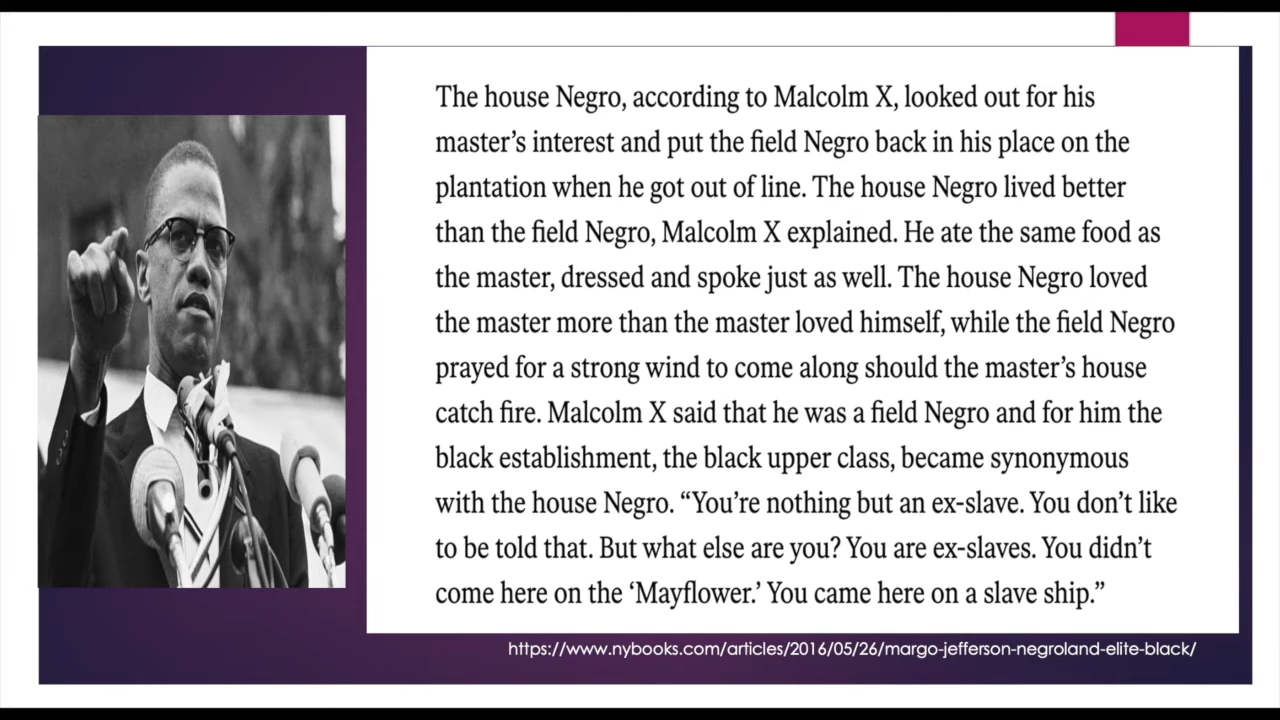 The house Negro, according to Malcolm X, looked out for his
master’s interest and put the field Negro back in his place on the
plantation when he got out of line. The house Negro lived better
than the field Negro, Malcolm X explained. He ate the same food as
the master, dressed and spoke just as well. The house Negro loved
the master more than the master loved himself, while the field Negro
prayed for a strong wind to come along should the master’s house
catch fire. Malcolm X said that he was a field Negro and for him the
black establishment, the black upper class, became synonymous
with the house Negro. “You’re nothing but an ex-slave. You don’t like
to be told that. But what else are you? You are ex-slaves. You didn’t
come here on the ‘Mayflower.’ You came here on a slave ship.”
https://www.nybooks.com/articles/2016/05/26/margo-jefferson-negroland-elite-black/